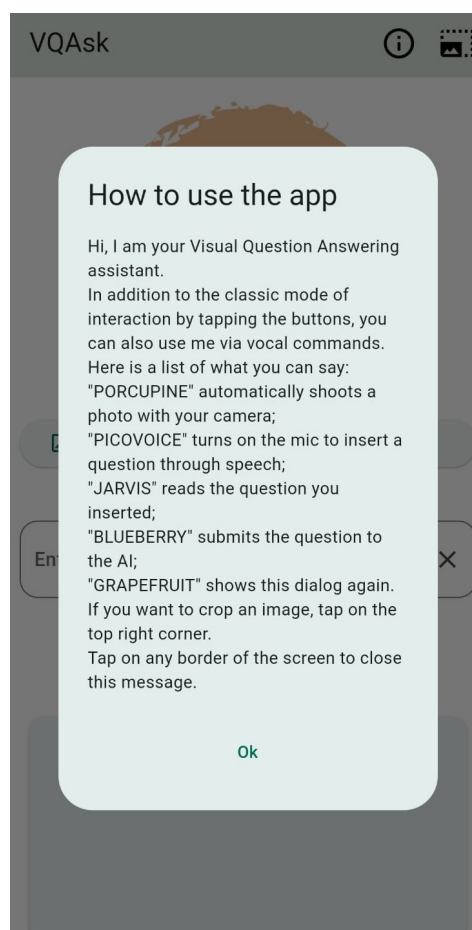 VQAsk
How to use the app
Hi, I am your Visual Question Answering
assistant.
In addition to the classic mode of
interaction by tapping the buttons, you
can also use me via vocal commands.
Here is a list of what you can say:
"PORCUPINE" automatically shoots a
photo with your camera;
"PICOVOICE" turns on the mic to insert a
question through speech;
"JARVIS" reads the question you
inserted;
"BLUEBERRY" submits the question to
the AI;
"GRAPEFRUIT" shows this dialog again.
If you want to crop an image, tap on the
top right corner.
Tap on any border of the screen to close
this message.
Ok